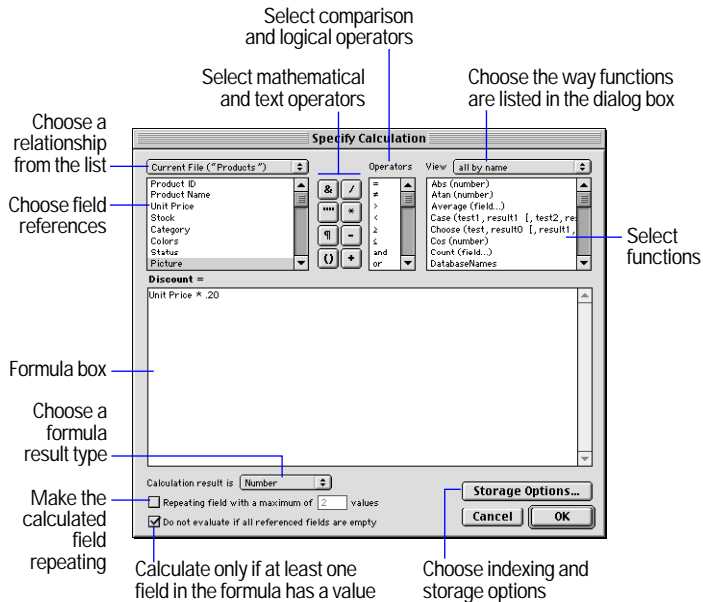 Select comparison
and logical operators
Select mathematical
and text operators
Choose the way functions
are listed in the dialog box
Choose a
relationship
from the list
Choose field
references
Select
functions
Formula box
Choose a
formula
result type
Make the
calculated
field
repeating
Calculate only if at least one
field in the formula has a value
Choose indexing and
storage options
Specify Calculation
Current File ("Products")
Operators
View all by name
Product ID
Product Name
Unit Price
Stock
Category
Colors
Status
Picture
& /
"" *
¶ -
() +
=
≠
>
<
≥
≤
and
or
Abs (number)
Atan (number)
Average (field...)
Case (test1, result1 [, test2, re
Choose (test, result0 [, result1,
Cos (number)
Count (field...)
DatabaseNames
Discount =
Unit Price * .20
Calculation result is Number
Repeating field with a maximum of 2 values
Do not evaluate if all referenced fields are empty
Storage Options...
Cancel OK